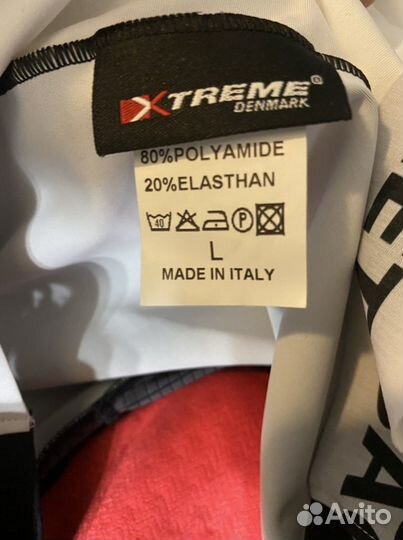 XTREME
DENMARK
80%POLYAMIDE
20%ELASTHAN
40 P
L
MADE IN ITALY
Avito